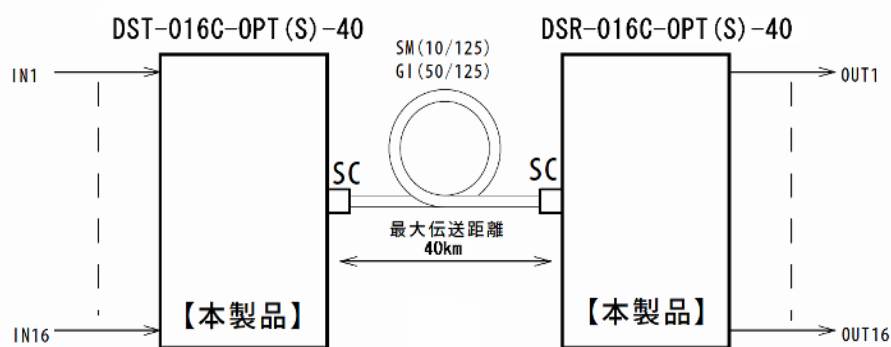 DST-016C-OPT(S)-40
DSR-016C-OPT(S)-40
SM(10/125)
GI(50/125)
IN1
OUT1
SC
SC
最大伝送距離
40km
【本製品】
【本製品】
IN16
OUT16